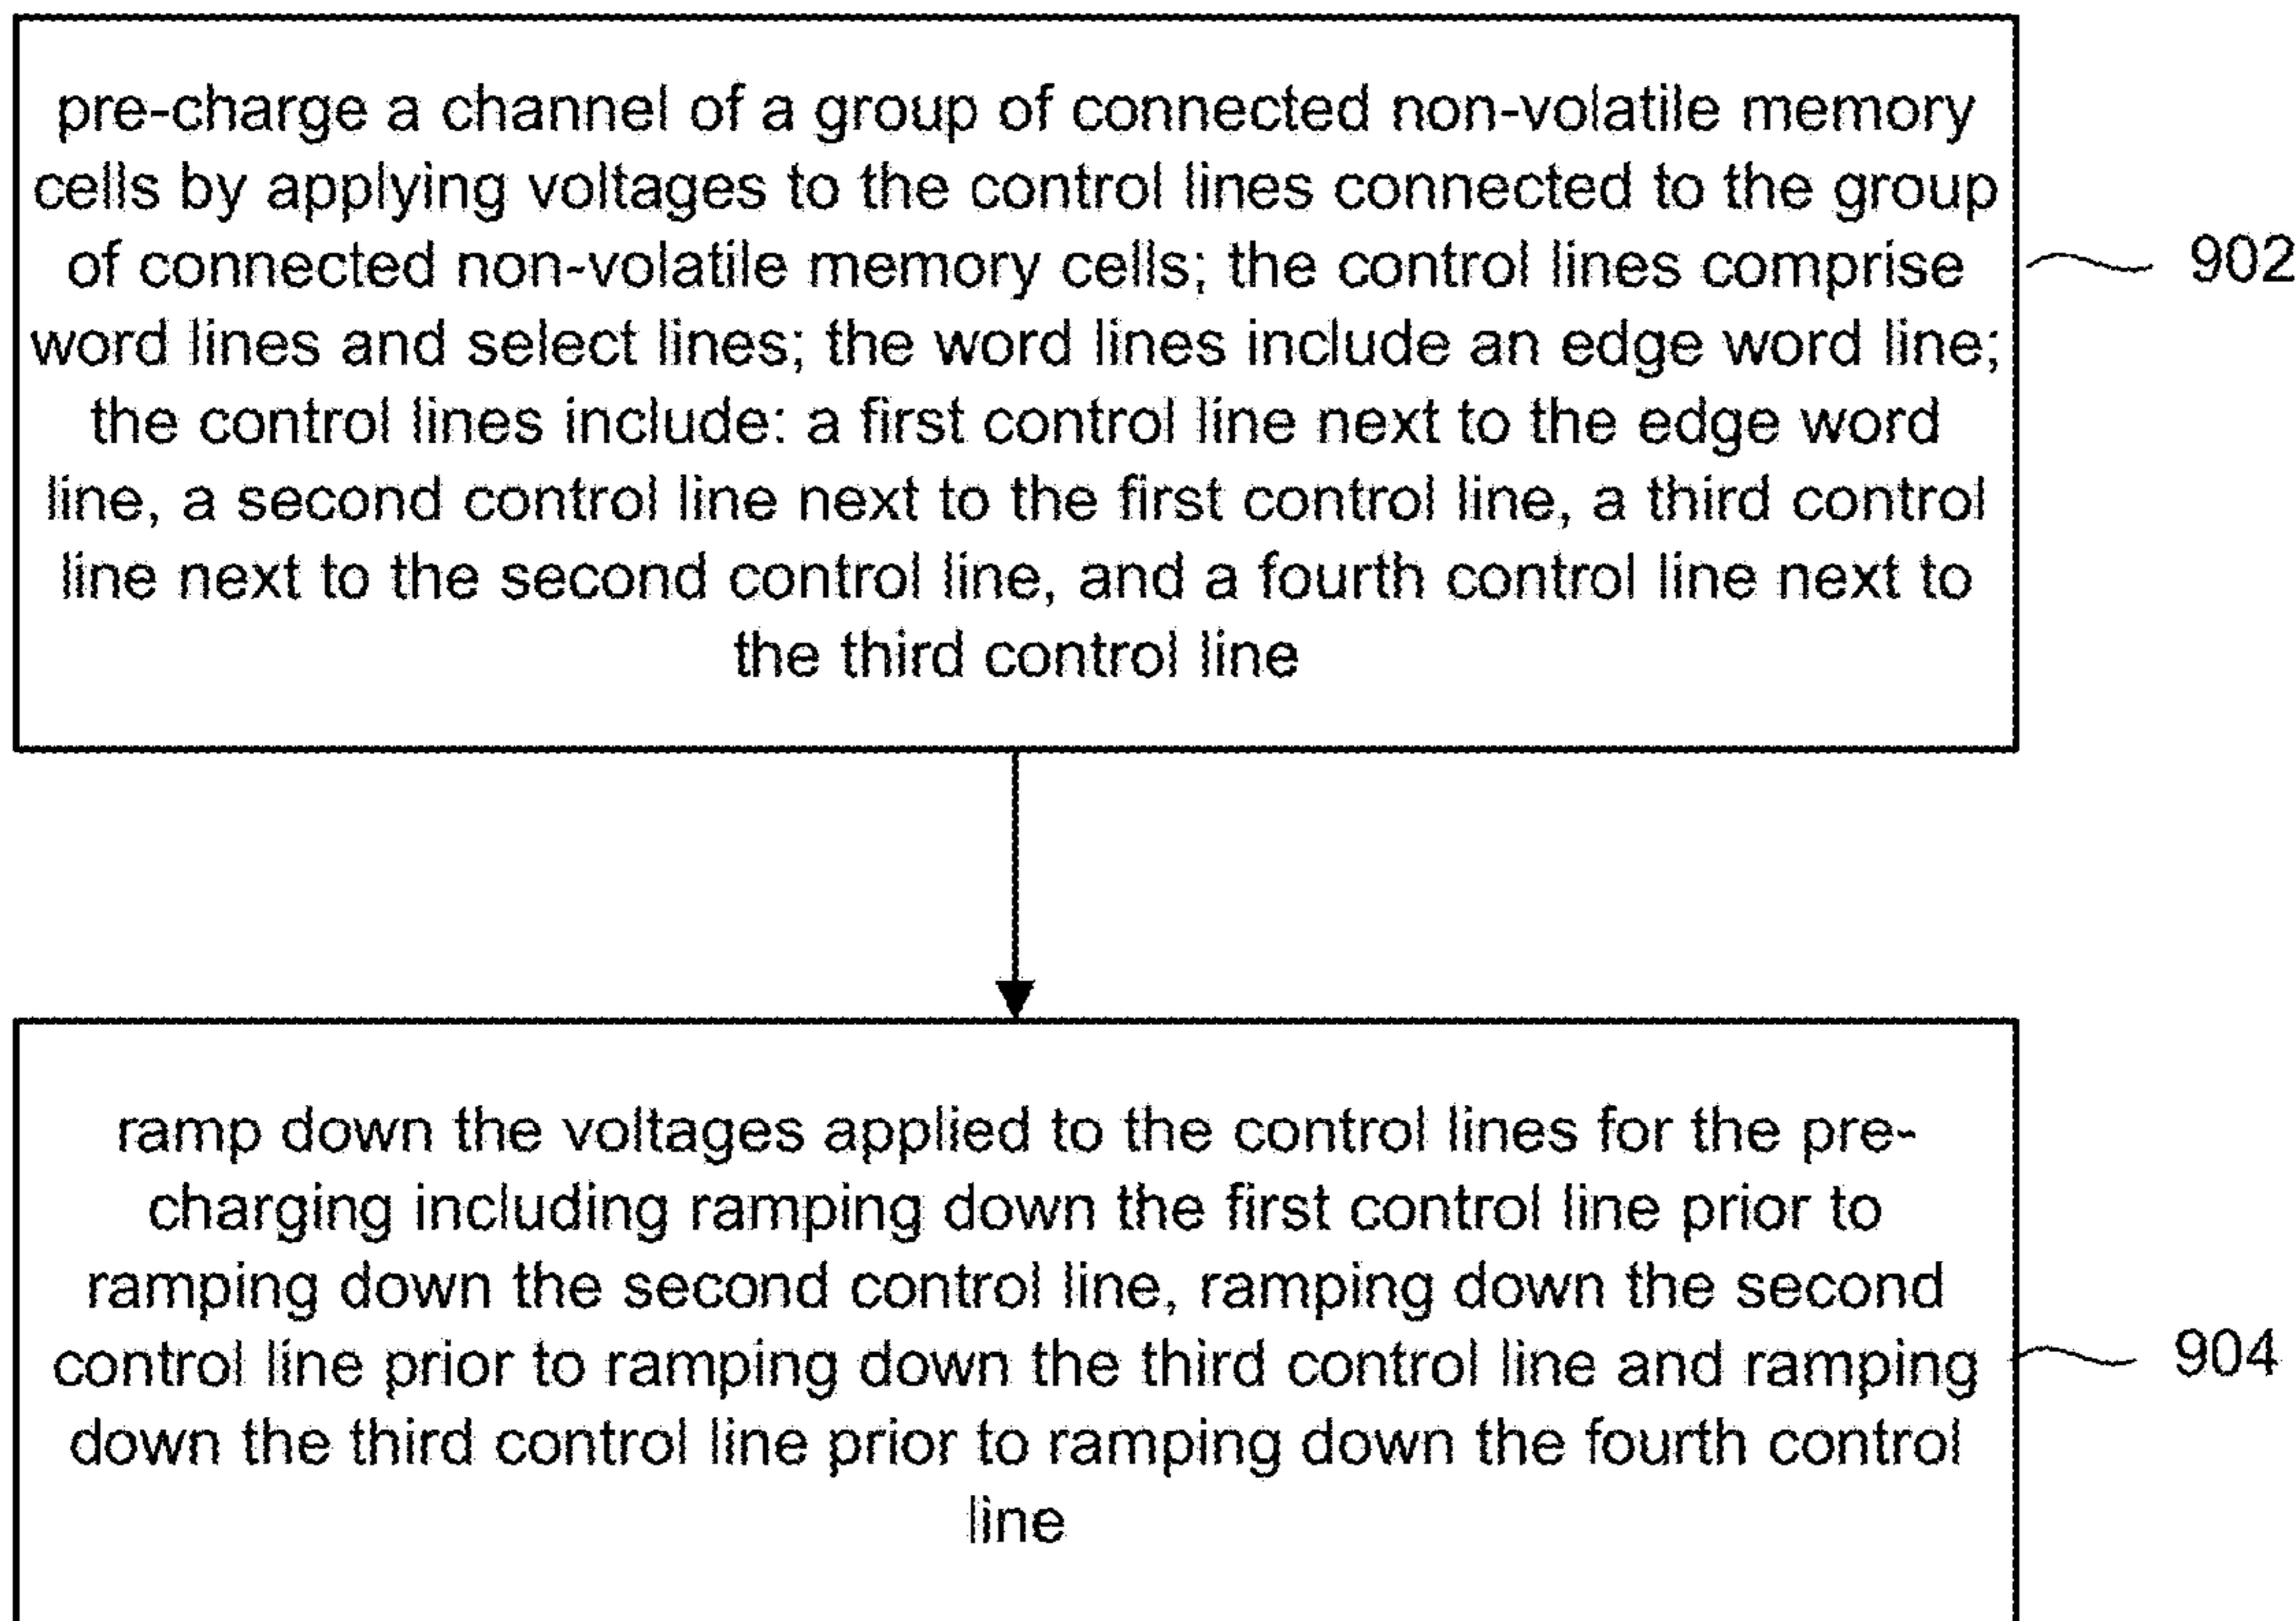 pre-charge a channel of a group of connected non-volatile memory
cells by applying voltages to the control lines connected to the group
of connected non-volatile memory cells; the control lines comprise
word lines and select lines; the word lines include an edge word line;
the control lines include: a first control line next to the edge word
line, a second control line next to the first control line, a third control
line next to the second control line, and a fourth control line next to
the third control line
902
ramp down the voltages applied to the control lines for the pre-
charging including ramping down the first control line prior to
ramping down the second control line, ramping down the second
control line prior to ramping down the third control line and ramping
down the third control line prior to ramping down the fourth control
line
904